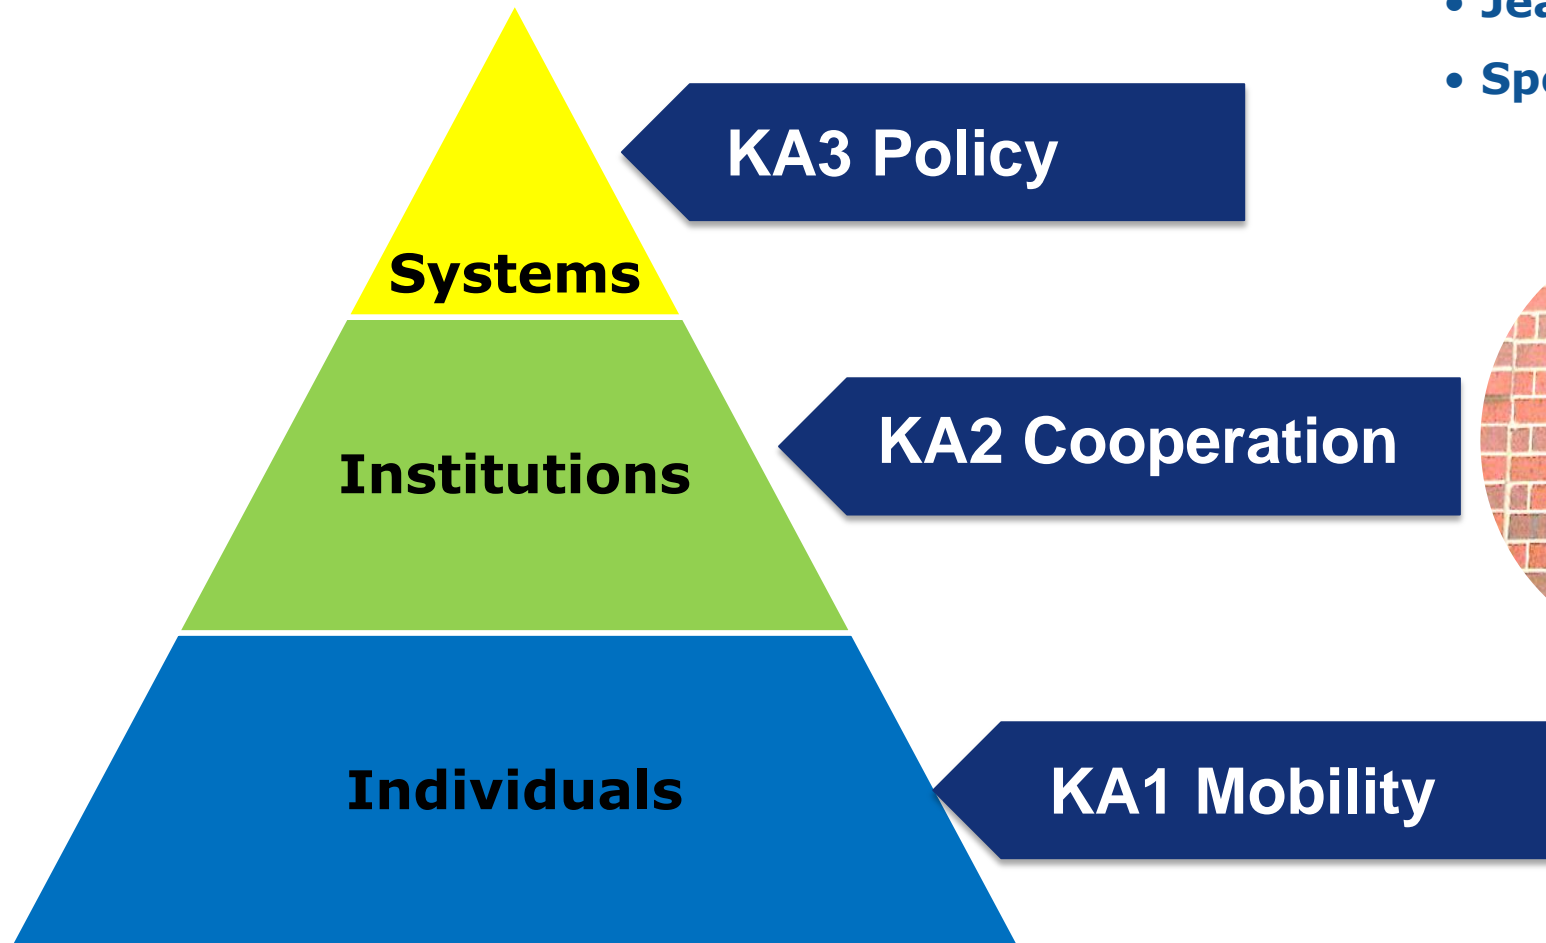 KA3 Policy
Systems
KA2 Cooperation
Institutions
KA1 Mobility
Individuals